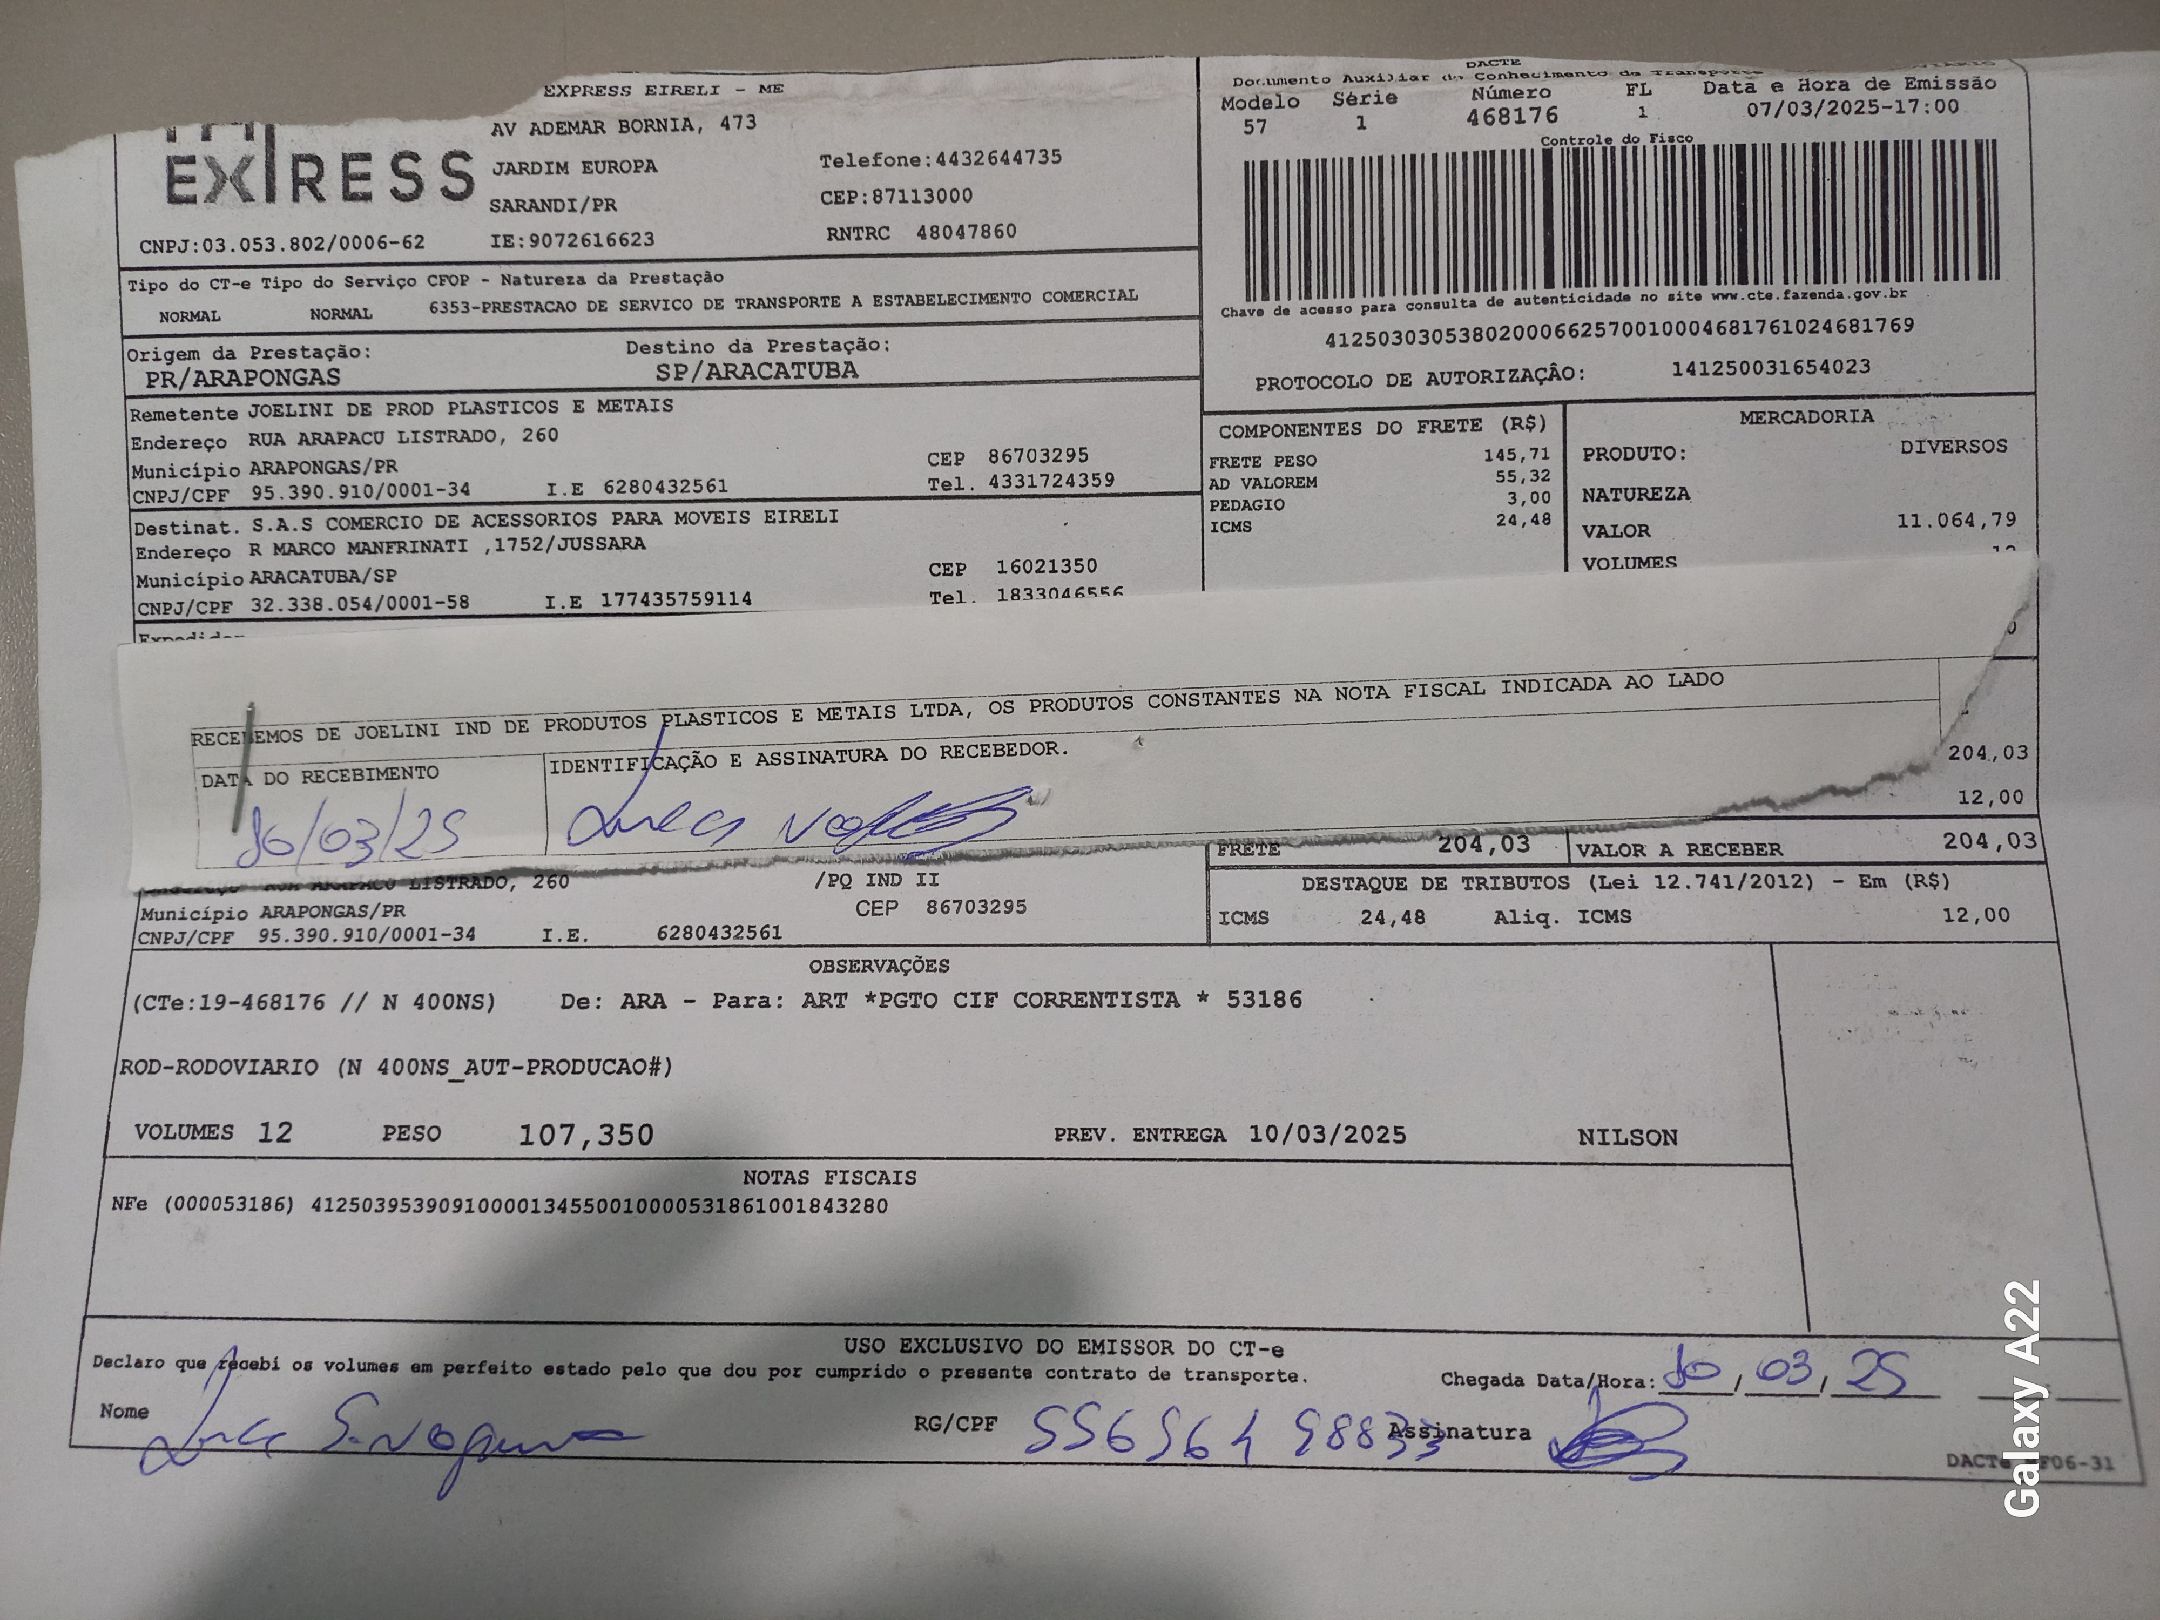 EXPRESS EIRELI - ME
EXPRESS
AV ADEMAR BORNIA, 473
JARDIM EUROPA
Telefone:4432644735
SARANDI/PR
CEP:87113000
CNPJ:03.053.802/0006-62
IE:9072616623
RNTRC 48047860
DACTE
Documento Auxiliar do Conhecimento de Transporte
Modelo Série Número FL Data e Hora de Emissão
57 1 468176 1 07/03/2025-17:00
Controle do Fisco
Chave de acesso para consulta de autenticidade no site www.cte.fazenda.gov.br
41250303053802000662570010004681761024681769
PROTOCOLO DE AUTORIZAÇÂO: 141250031654023
Tipo do CT-e Tipo do Serviço CFOP - Natureza da Prestação
NORMAL NORMAL 6353-PRESTACAO DE SERVICO DE TRANSPORTE A ESTABELECIMENTO COMERCIAL
Origem da Prestação: Destino da Prestação:
PR/ARAPONGAS SP/ARACATUBA
Remetente JOELINI DE PROD PLASTICOS E METAIS
Endereço RUA ARAPACU LISTRADO, 260
Município ARAPONGAS/PR CEP 86703295
CNPJ/CPF 95.390.910/0001-34 I.E 6280432561 Tel. 4331724359
Destinat. S.A.S COMERCIO DE ACESSORIOS PARA MOVEIS EIRELI
Endereço R MARCO MANFRINATI ,1752/JUSSARA
Município ARACATUBA/SP CEP 16021350
CNPJ/CPF 32.338.054/0001-58 I.E 177435759114 Tel. 1833046556
Expedidor
COMPONENTES DO FRETE (R$)
FRETE PESO 145,71
AD VALOREM 55,32
PEDAGIO 3,00
ICMS 24,48
MERCADORIA
PRODUTO: DIVERSOS
NATUREZA
VALOR 11.064,79
VOLUMES 12
RECEBEMOS DE JOELINI IND DE PRODUTOS PLASTICOS E METAIS LTDA, OS PRODUTOS CONSTANTES NA NOTA FISCAL INDICADA AO LADO
DATA DO RECEBIMENTO IDENTIFICAÇÃO E ASSINATURA DO RECEBEDOR.
10/03/25
204,03
12,00
FRETE 204,03 VALOR A RECEBER 204,03
Endereço RUA ARAPACU LISTRADO, 260 /PQ IND II
Município ARAPONGAS/PR CEP 86703295
CNPJ/CPF 95.390.910/0001-34 I.E. 6280432561
DESTAQUE DE TRIBUTOS (Lei 12.741/2012) - Em (R$)
ICMS 24,48 Aliq. ICMS 12,00
OBSERVAÇÕES
(CTe:19-468176 // N 400NS) De: ARA - Para: ART *PGTO CIF CORRENTISTA * 53186
ROD-RODOVIARIO (N 400NS_AUT-PRODUCAO#)
VOLUMES 12 PESO 107,350 PREV. ENTREGA 10/03/2025 NILSON
NOTAS FISCAIS
NFe (000053186) 41250395390910000134550010000531861001843280
USO EXCLUSIVO DO EMISSOR DO CT-e
Declaro que recebi os volumes em perfeito estado pelo que dou por cumprido o presente contrato de transporte.
Chegada Data/Hora: 10/03/25
Nome RG/CPF Assinatura
DACTe
F06-31
Galaxy A22